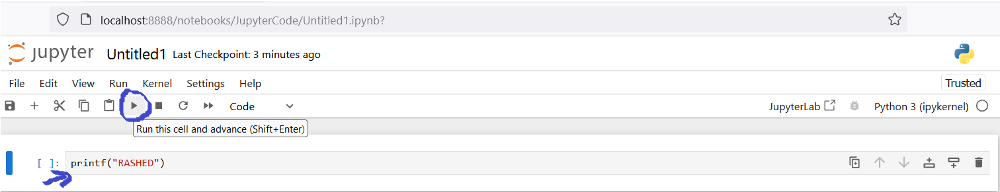 localhost:8888/notebooks/JupyterCode/Untitled1.ipynb?
jupyter Untitled1 Last Checkpoint: 3 minutes ago
File Edit View Run Kernel Settings Help Trusted
Code JupyterLab Python 3 (ipykernel)
Run this cell and advance (Shift+Enter)
[ ]: printf("RASHED")